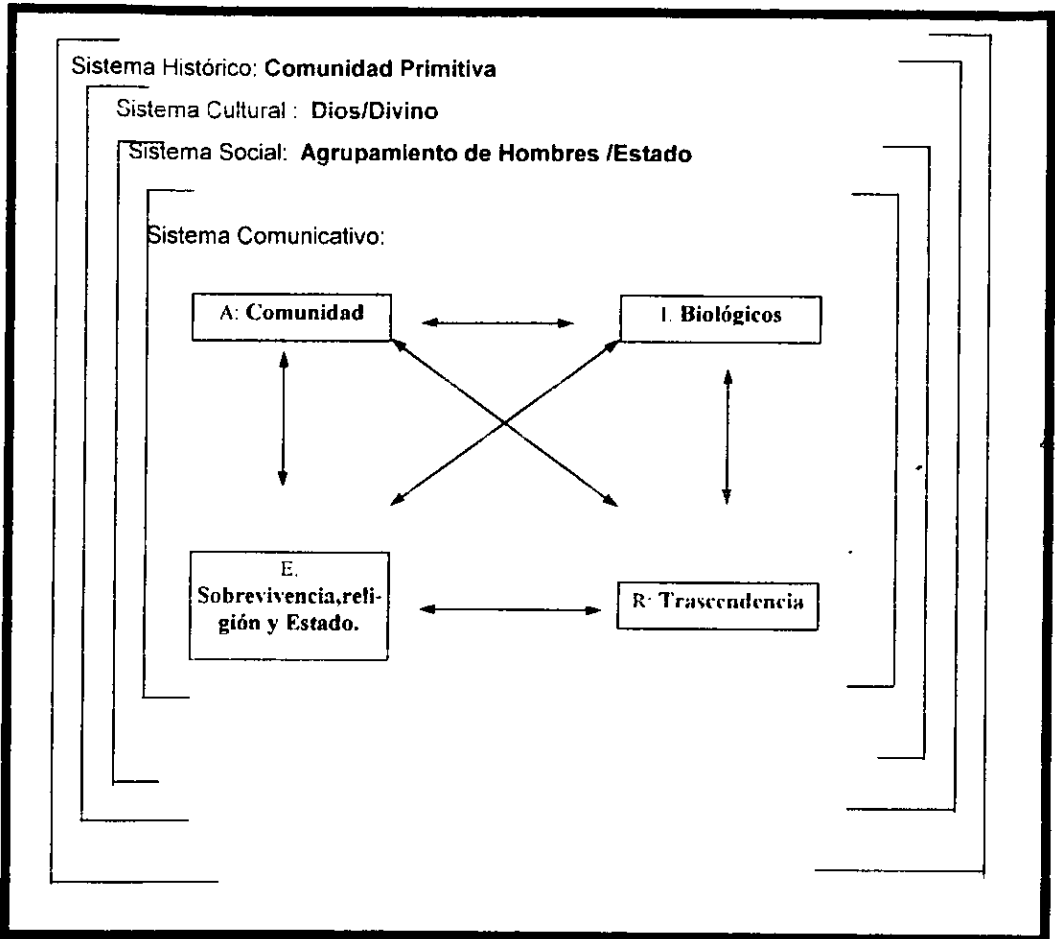 Sistema Histórico: Comunidad Primitiva
Sistema Cultural : Dios/Divino
Sistema Social: Agrupamiento de Hombres /Estado
Sistema Comunicativo:
A: Comunidad
I. Biológicos
E.
Sobrevivencia,reli-
gión y Estado.
R: Trascendencia